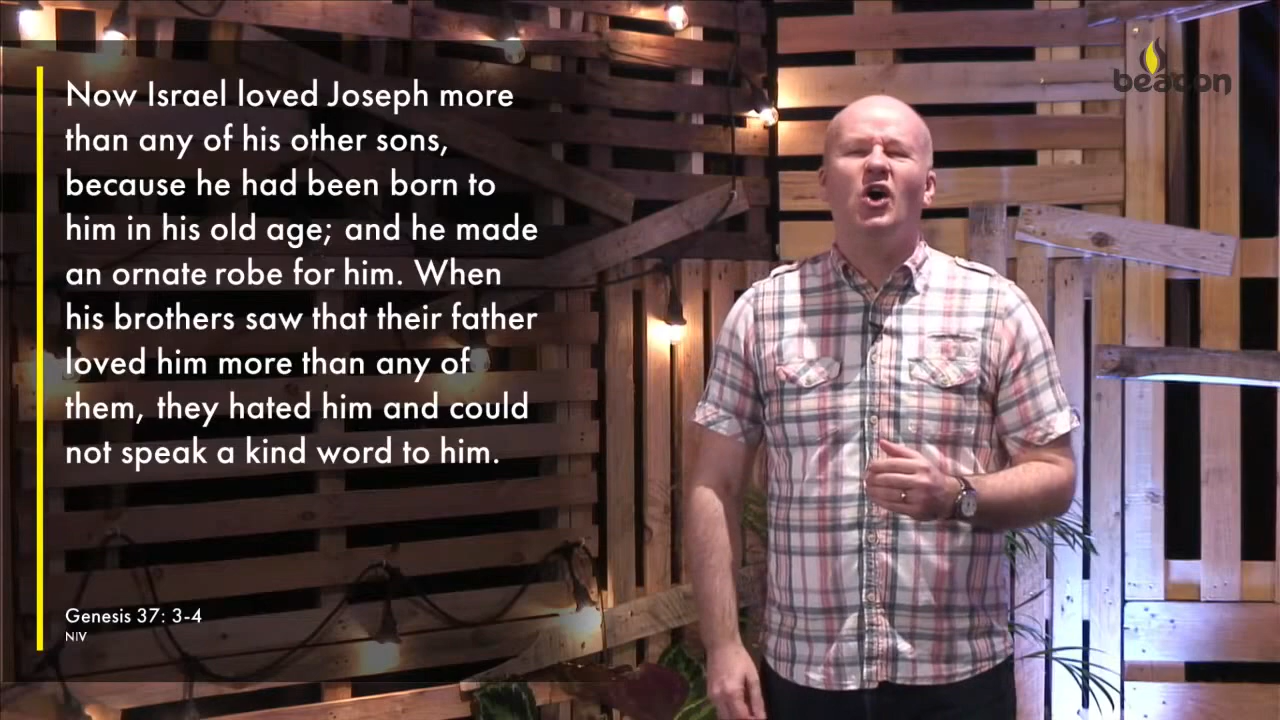 beacon
Now Israel loved Joseph more
than any of his other sons,
because he had been born to
him in his old age; and he made
an ornate robe for him. When
his brothers saw that their father
loved him more than any of
them, they hated him and could
not speak a kind word to him.
Genesis 37: 3-4
NIV